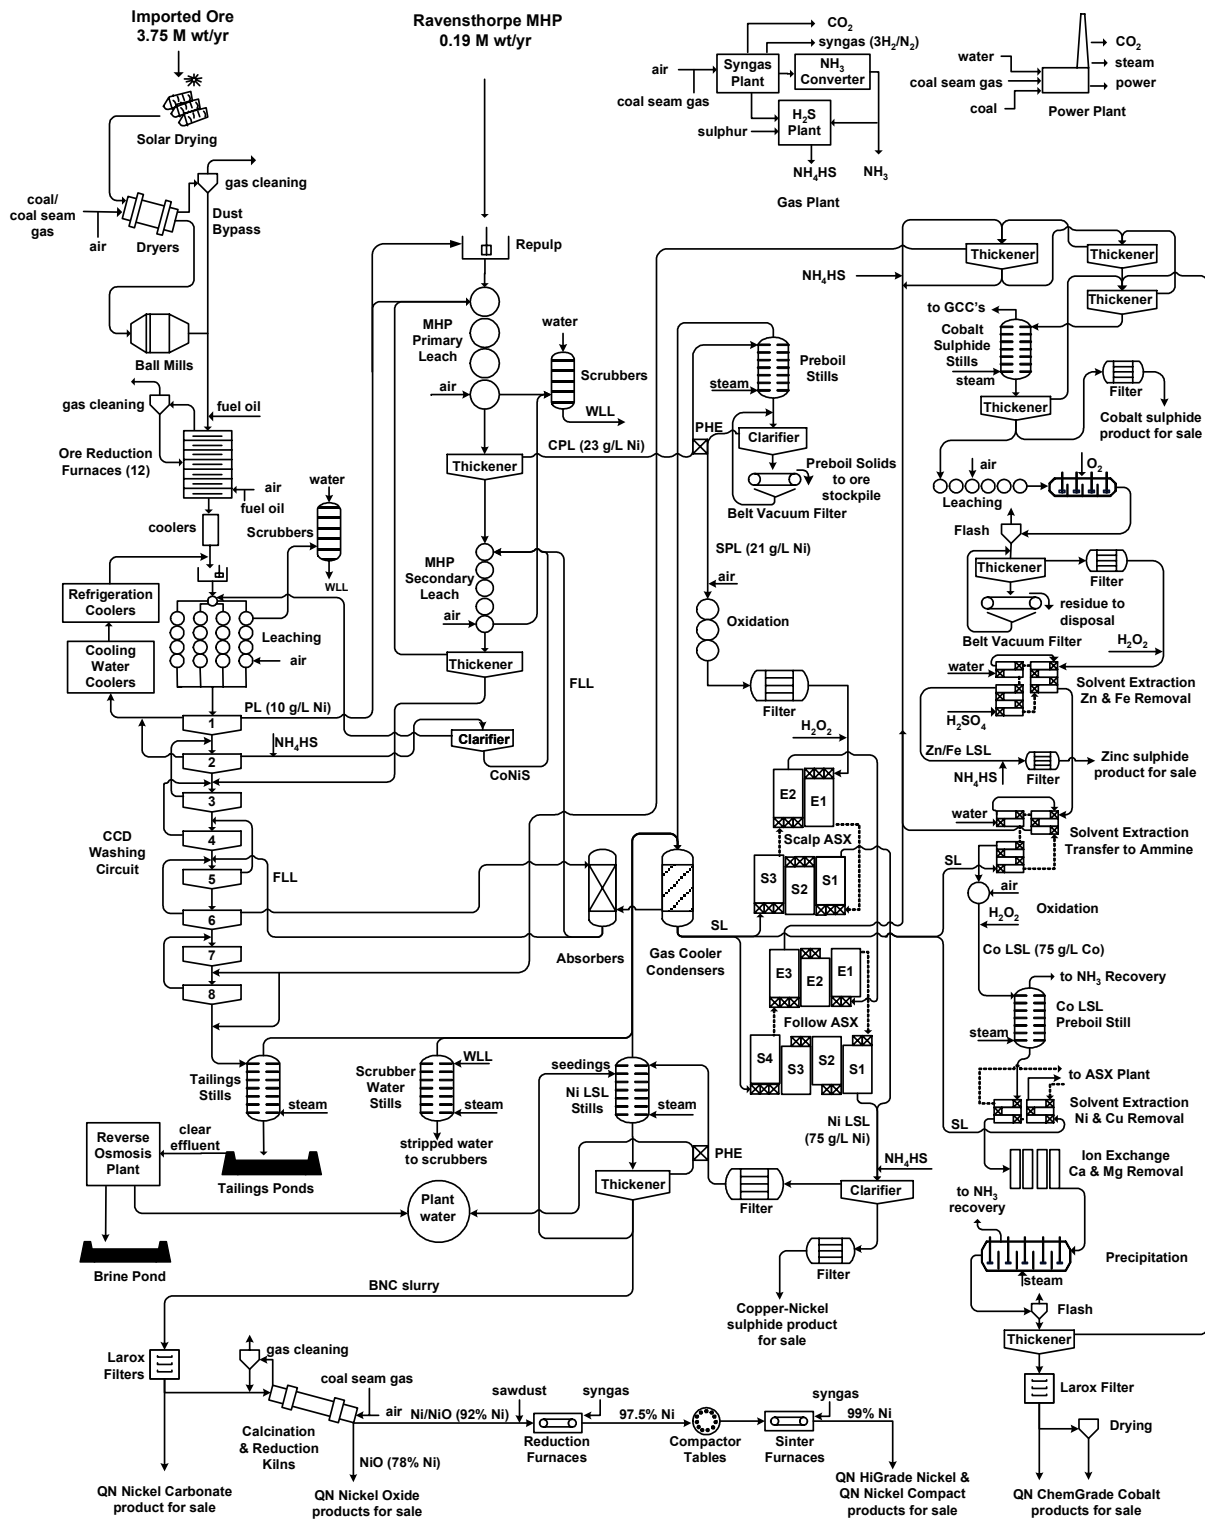 Imported Ore
3.75 M wt/yr
Ravensthorpe MHP
0.19 M wt/yr
CO2
syngas (3H2/N2)
air
Syngas
Plant
NH3
Converter
coal seam gas
H2S
Plant
sulphur
NH4HS
NH3
Gas Plant
water
coal seam gas
coal
CO2
steam
power
Power Plant
Solar Drying
gas cleaning
coal/
coal seam
gas
air
Dryers
Dust
Bypass
Ball Mills
gas cleaning
fuel oil
Ore Reduction
Furnaces (12)
air
fuel oil
coolers
water
Scrubbers
WLL
Refrigeration
Coolers
Cooling
Water
Coolers
Leaching
air
PL (10 g/L Ni)
1
2
3
4
5
6
7
8
NH4HS
CCD
Washing
Circuit
FLL
Repulp
MHP
Primary
Leach
air
water
Scrubbers
WLL
CPL (23 g/L Ni)
Thickener
MHP
Secondary
Leach
air
Thickener
FLL
Clarifier
CoNiS
PHE
steam
Preboil
Stills
Clarifier
Preboil Solids
to ore
stockpile
Belt Vacuum Filter
SPL (21 g/L Ni)
air
Oxidation
Filter
H2O2
E2
E1
Scalp ASX
S3
S2
S1
SL
E3
E2
E1
Follow ASX
S4
S3
S2
S1
Ni LSL
(75 g/L Ni)
NH4HS
Absorbers
Gas Cooler
Condensers
Tailings
Stills
steam
Scrubber
Water
Stills
WLL
steam
stripped water
to scrubbers
seedings
Ni LSL
Stills
steam
PHE
Thickener
Filter
Clarifier
Filter
Copper-Nickel
sulphide product
for sale
Reverse
Osmosis
Plant
clear
effluent
Tailings Ponds
Plant
water
Brine Pond
BNC slurry
Larox
Filters
gas cleaning
coal seam gas
air
Calcination
& Reduction
Kilns
Ni/NiO (92% Ni)
NiO (78% Ni)
sawdust
syngas
Reduction
Furnaces
97.5% Ni
Compactor
Tables
syngas
Sinter
Furnaces
99% Ni
QN Nickel Carbonate
product for sale
QN Nickel Oxide
products for sale
QN HiGrade Nickel &
QN Nickel Compact
products for sale
NH4HS
Thickener
Thickener
Thickener
to GCC's
Cobalt
Sulphide
Stills
steam
Thickener
Filter
Cobalt sulphide
product for sale
air
Leaching
O2
Flash
Thickener
Filter
residue to
disposal
Belt Vacuum Filter
H2O2
water
H2SO4
Solvent Extraction
Zn & Fe Removal
Zn/Fe LSL
NH4HS
Filter
Zinc sulphide
product for sale
water
Solvent Extraction
Transfer to Ammine
SL
air
Oxidation
H2O2
Co LSL (75 g/L Co)
to NH3 Recovery
Co LSL
Preboil Still
steam
to ASX Plant
Solvent Extraction
Ni & Cu Removal
SL
Ion Exchange
Ca & Mg Removal
to NH3
recovery
Precipitation
steam
Flash
Thickener
Larox Filter
Drying
QN ChemGrade Cobalt
products for sale